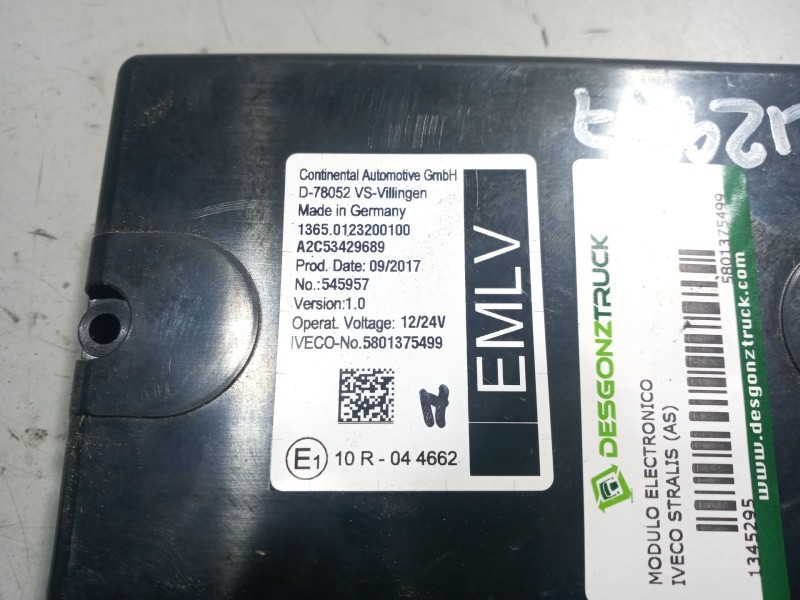 Continental Automotive GmbH
D-78052 VS-Villingen
Made in Germany
1365.0123200100
A2C53429689
Prod. Date: 09/2017
No.:545957
Version:1.0
Operat. Voltage: 12/24V
IVECO-No.5801375499
E1 10 R - 04 4662
EMLV
DESGONZTRUCK
MODULO ELECTRONICO
IVECO STRALIS (AS)
5801375499
1345295
www.desgonztruck.com